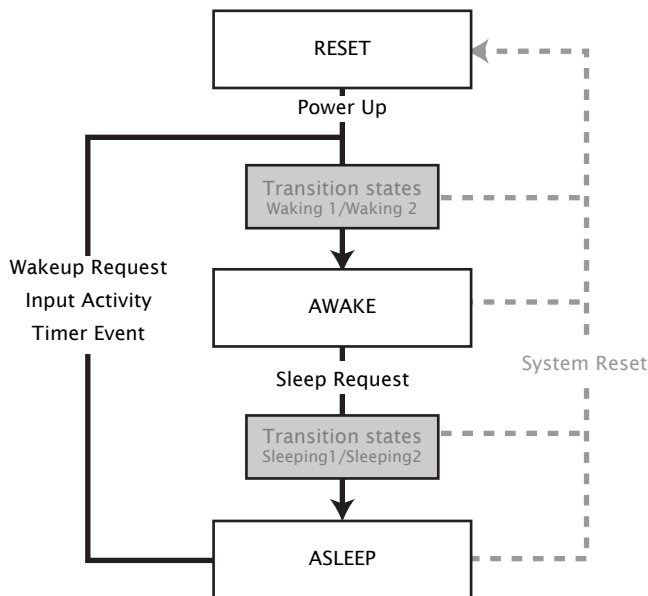 RESET
Power Up
Transition states
Waking 1/Waking 2
Wakeup Request
Input Activity
Timer Event
AWAKE
System Reset
Sleep Request
Transition states
Sleeping1/Sleeping2
ASLEEP